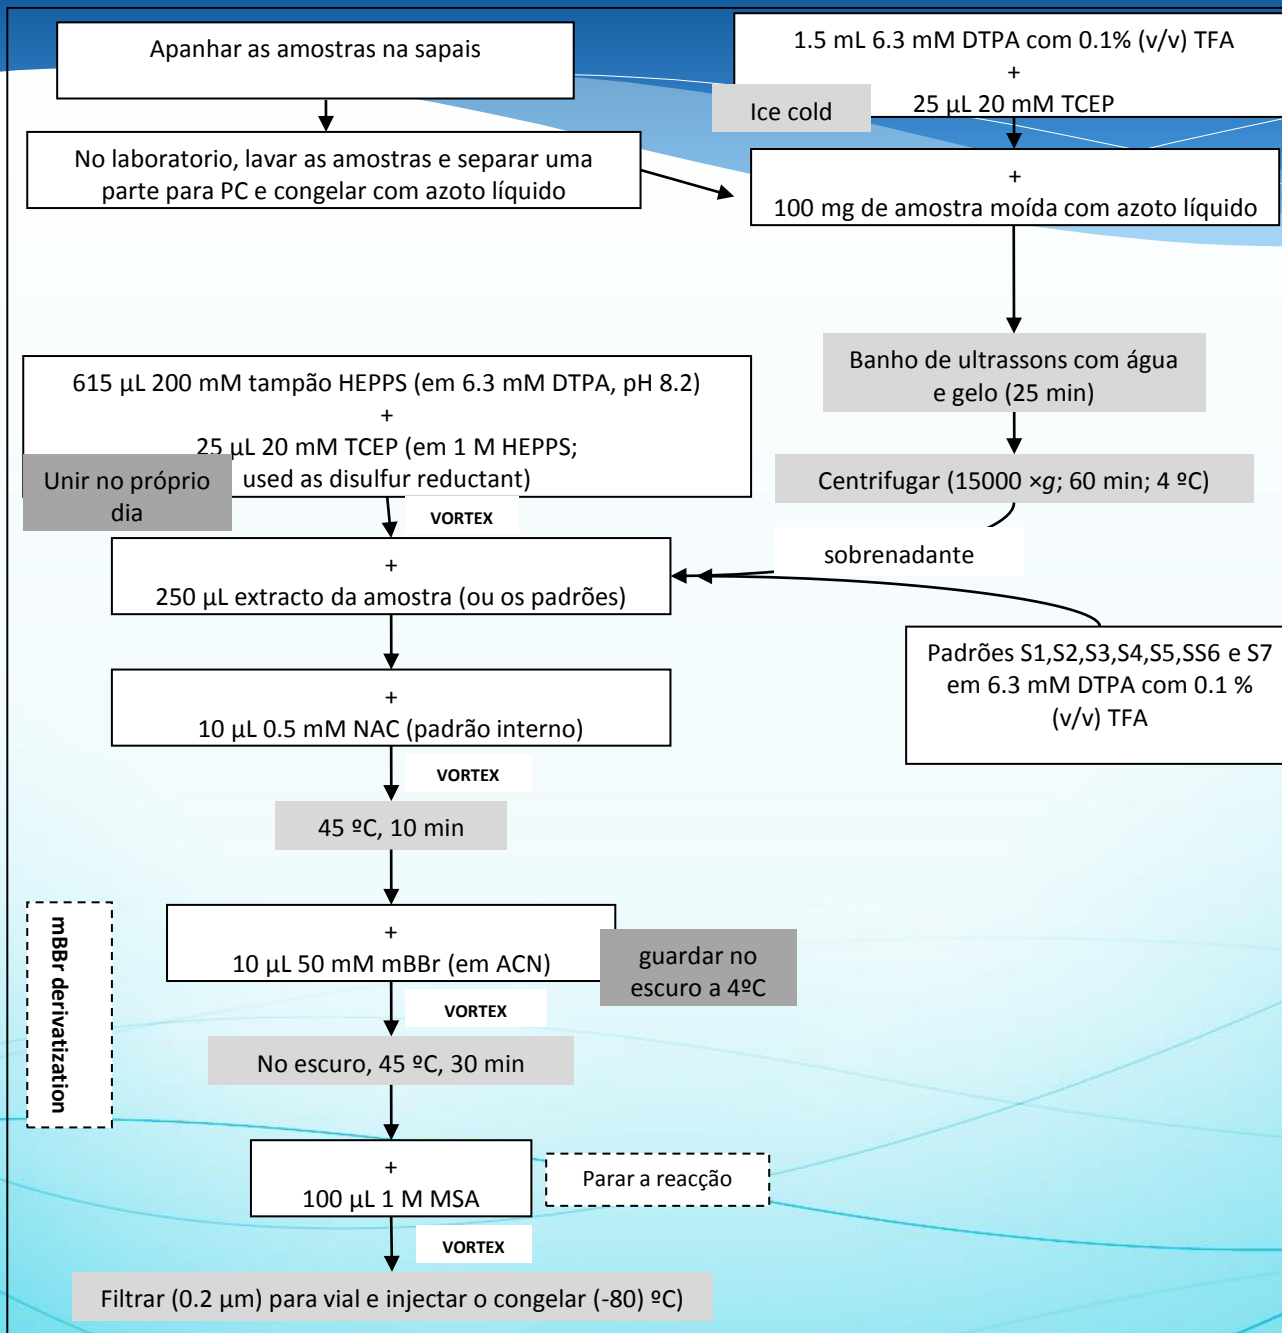 Apanhar as amostras na sapais
1.5 mL 6.3 mM DTPA com 0.1% (v/v) TFA
+
25 µL 20 mM TCEP
Ice cold
No laboratorio, lavar as amostras e separar uma
parte para PC e congelar com azoto líquido
+
100 mg de amostra moída com azoto líquido
Banho de ultrassons com água
e gelo (25 min)
Centrifugar (15000 ×g; 60 min; 4 ºC)
sobrenadante
615 µL 200 mM tampão HEPPS (em 6.3 mM DTPA, pH 8.2)
+
25 µL 20 mM TCEP (em 1 M HEPPS;
used as disulfur reductant)
Unir no próprio
dia
VORTEX
+
250 µL extracto da amostra (ou os padrões)
Padrões S1,S2,S3,S4,S5,SS6 e S7
em 6.3 mM DTPA com 0.1 %
(v/v) TFA
+
10 µL 0.5 mM NAC (padrão interno)
VORTEX
45 ºC, 10 min
mBBr derivatization
+
10 µL 50 mM mBBr (em ACN)
guardar no
escuro a 4ºC
VORTEX
No escuro, 45 ºC, 30 min
+
100 µL 1 M MSA
Parar a reacção
VORTEX
Filtrar (0.2 µm) para vial e injectar o congelar (-80) ºC)